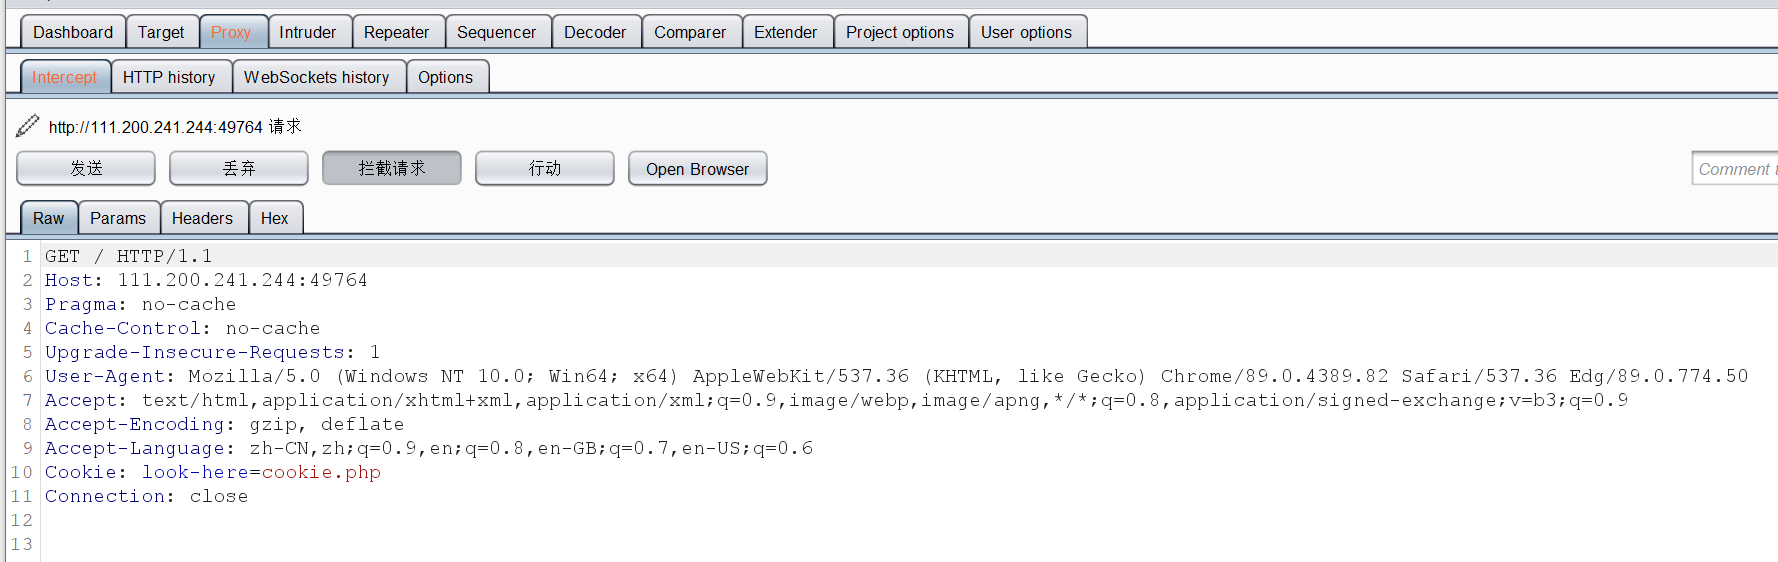 Dashboard Target Proxy Intruder Repeater Sequencer Decoder Comparer Extender Project options User options
Intercept HTTP history WebSockets history Options
http://111.200.241.244:49764 请求
发送 丢弃 拦截请求 行动 Open Browser Comment t
Raw Params Headers Hex
1 GET / HTTP/1.1
2 Host: 111.200.241.244:49764
3 Pragma: no-cache
4 Cache-Control: no-cache
5 Upgrade-Insecure-Requests: 1
6 User-Agent: Mozilla/5.0 (Windows NT 10.0; Win64; x64) AppleWebKit/537.36 (KHTML, like Gecko) Chrome/89.0.4389.82 Safari/537.36 Edg/89.0.774.50
7 Accept: text/html,application/xhtml+xml,application/xml;q=0.9,image/webp,image/apng,*/*;q=0.8,application/signed-exchange;v=b3;q=0.9
8 Accept-Encoding: gzip, deflate
9 Accept-Language: zh-CN,zh;q=0.9,en;q=0.8,en-GB;q=0.7,en-US;q=0.6
10 Cookie: look-here=cookie.php
11 Connection: close
12
13